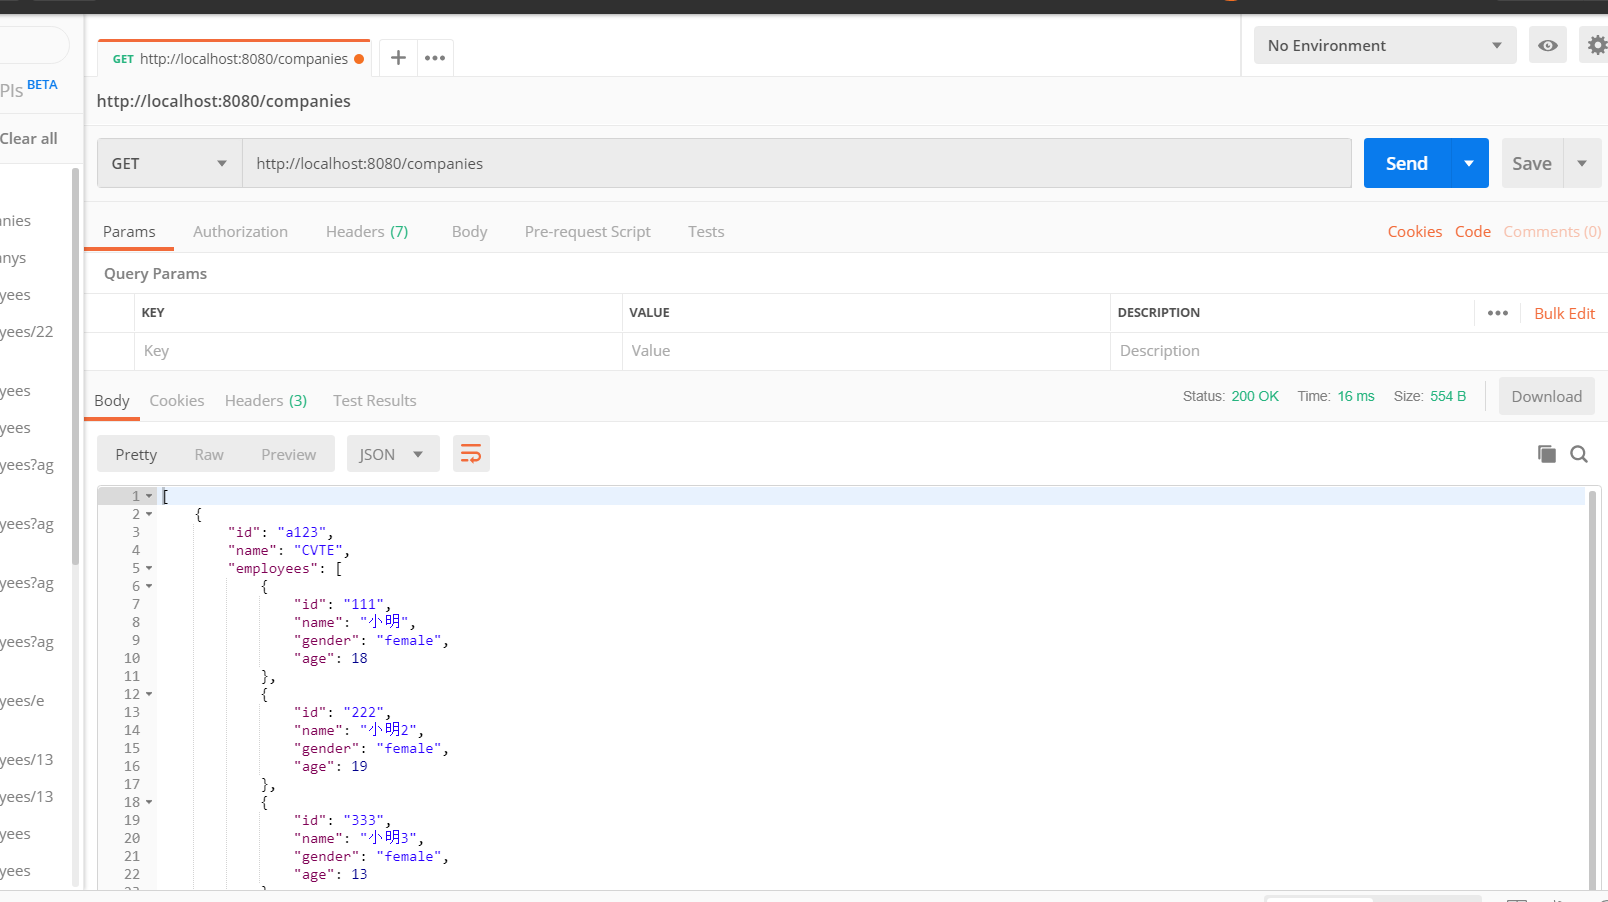 GET http://localhost:8080/companies
No Environment
PIs BETA
http://localhost:8080/companies
Clear all
GET http://localhost:8080/companies Send Save
nies
Params Authorization Headers (7) Body Pre-request Script Tests Cookies Code Comments (0)
nys
Query Params
yees
KEY VALUE DESCRIPTION Bulk Edit
yees/22
Key Value Description
yees
Body Cookies Headers (3) Test Results Status: 200 OK Time: 16 ms Size: 554 B Download
yees
Pretty Raw Preview JSON
yees?ag
1 [
2 {
yees?ag
3 "id": "a123",
4 "name": "CVTE",
5 "employees": [
yees?ag
6 {
7 "id": "111",
8 "name": "小明",
9 "gender": "female",
yees?ag
10 "age": 18
11 },
12 {
yees/e
13 "id": "222",
14 "name": "小明2",
15 "gender": "female",
yees/13
16 "age": 19
17 },
yees/13
18 {
19 "id": "333",
yees
20 "name": "小明3",
21 "gender": "female",
yees
22 "age": 13